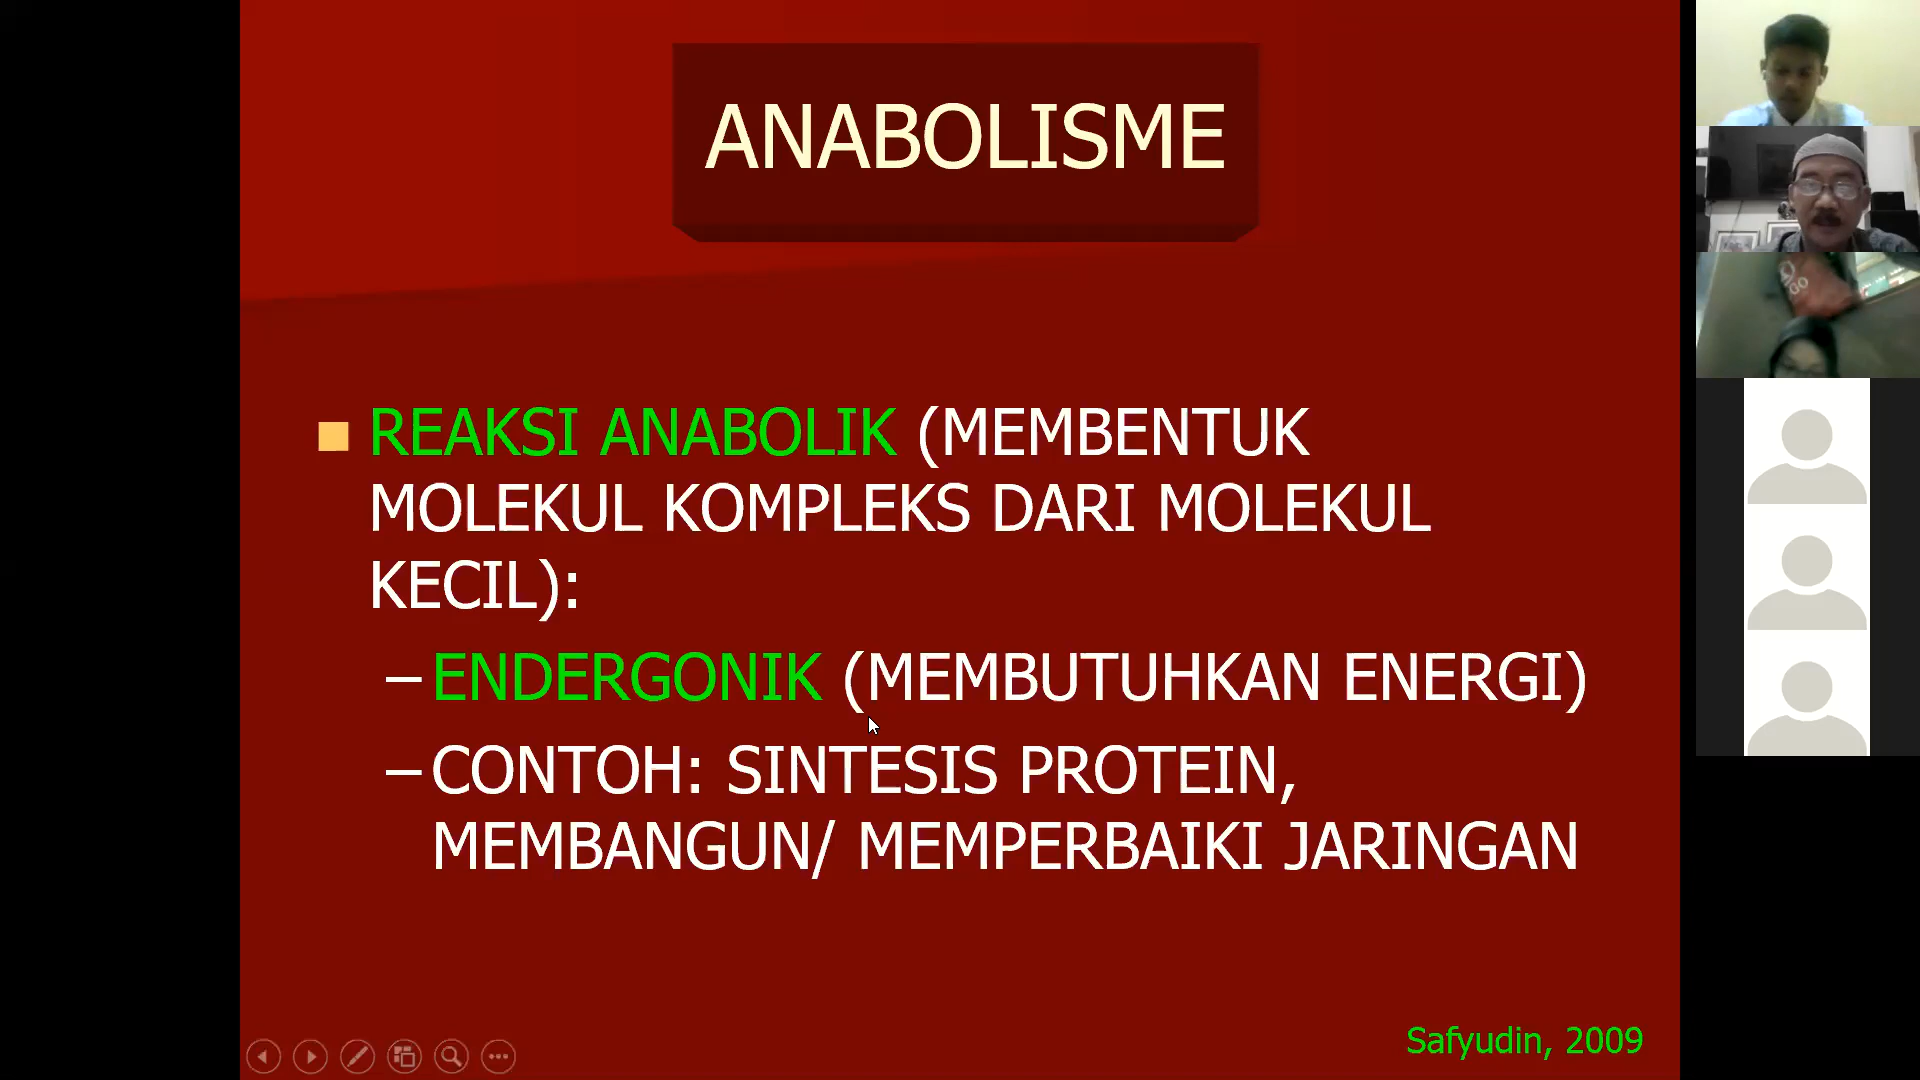 ANABOLISME
REAKSI ANABOLIK (MEMBENTUK
MOLEKUL KOMPLEKS DARI MOLEKUL
KECIL):
–ENDERGONIK (MEMBUTUHKAN ENERGI)
–CONTOH: SINTESIS PROTEIN,
MEMBANGUN/ MEMPERBAIKI JARINGAN
Safyudin, 2009